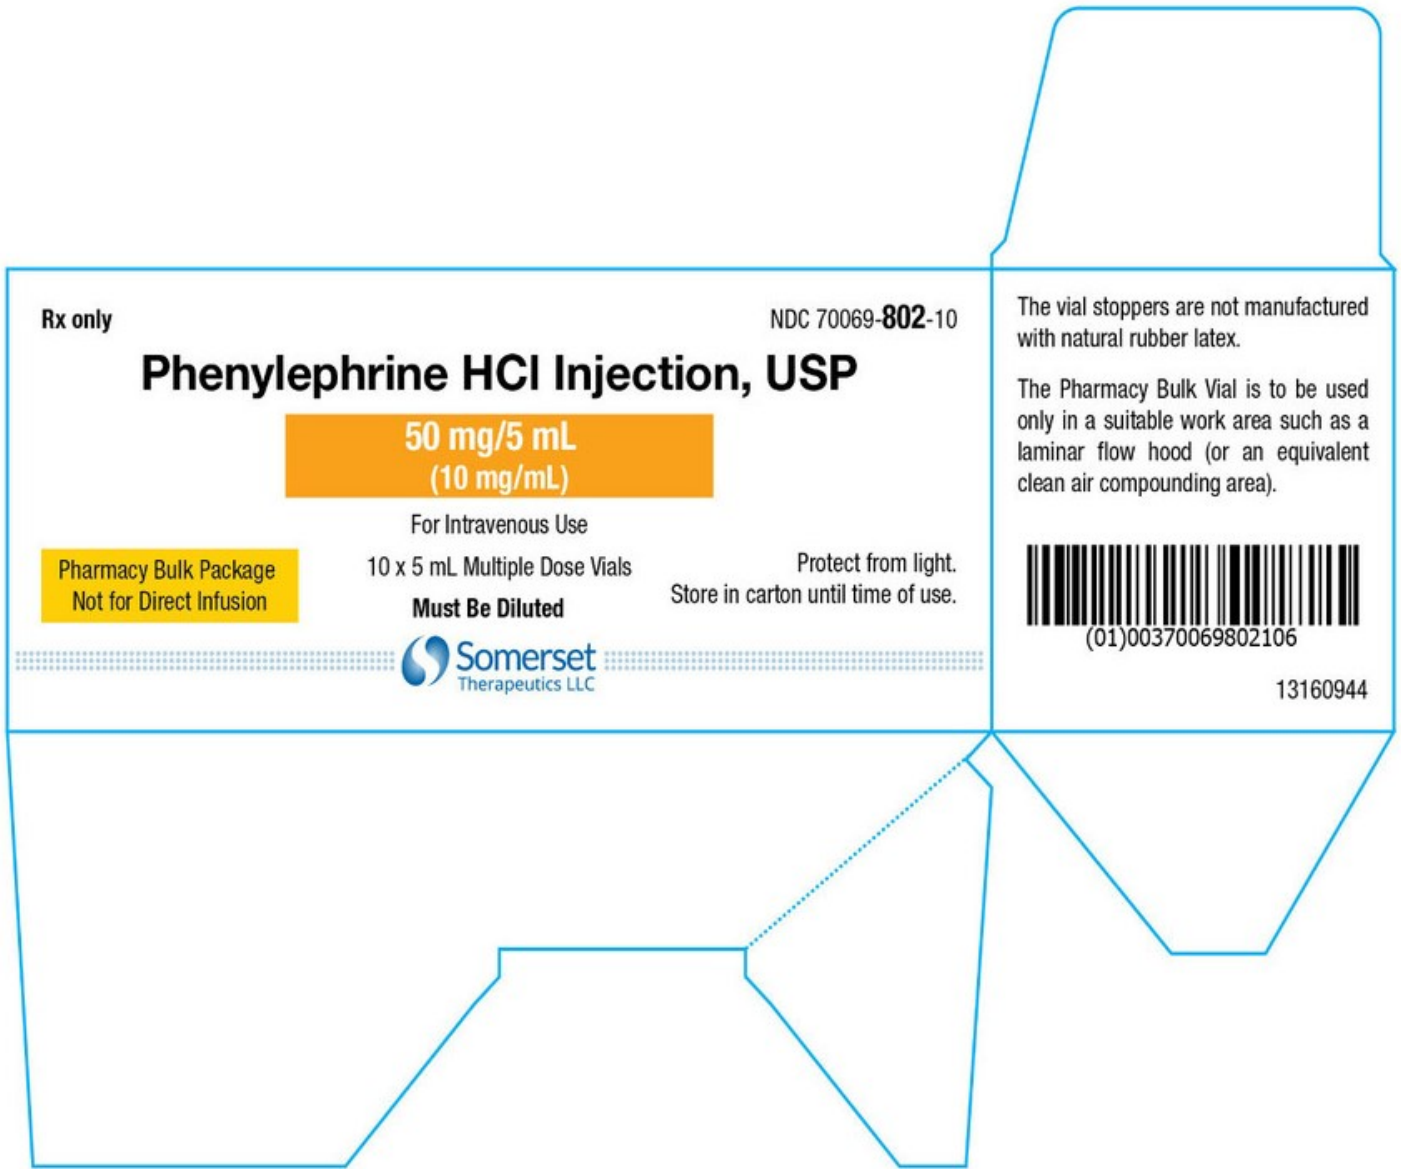 Rx only
NDC 70069-802-10
Phenylephrine HCl Injection, USP
50 mg/5 mL
(10 mg/mL)
For Intravenous Use
10 x 5 mL Multiple Dose Vials
Must Be Diluted
Pharmacy Bulk Package
Not for Direct Infusion
Protect from light.
Store in carton until time of use.
Somerset
Therapeutics LLC
The vial stoppers are not manufactured
with natural rubber latex.
The Pharmacy Bulk Vial is to be used
only in a suitable work area such as a
laminar flow hood (or an equivalent
clean air compounding area).
(01)00370069802106
13160944